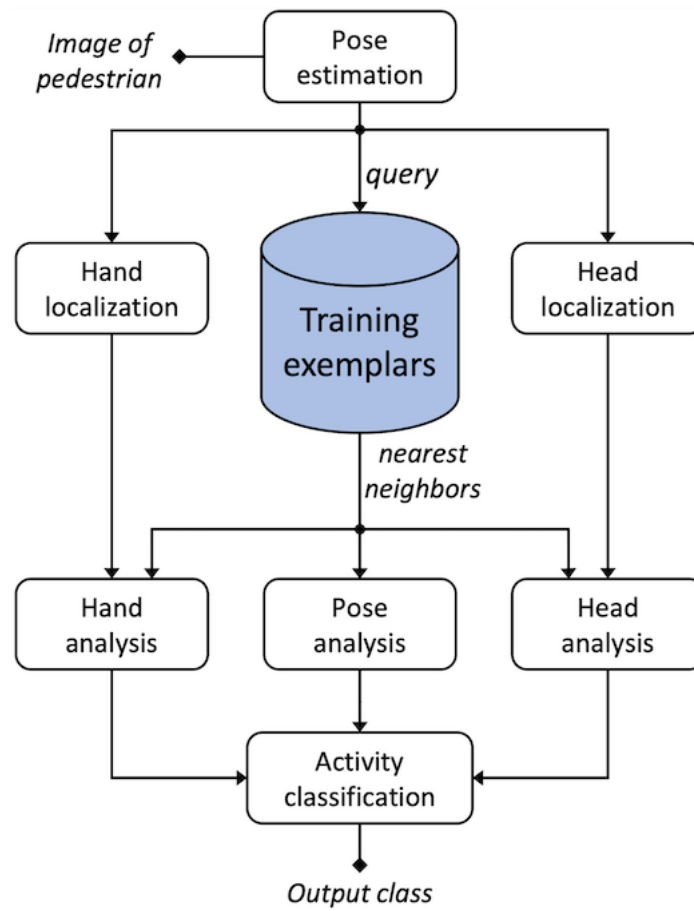 Image of
pedestrian
Pose
estimation
query
Hand
localization
Training
exemplars
Head
localization
nearest
neighbors
Hand
analysis
Pose
analysis
Head
analysis
Activity
classification
Output class